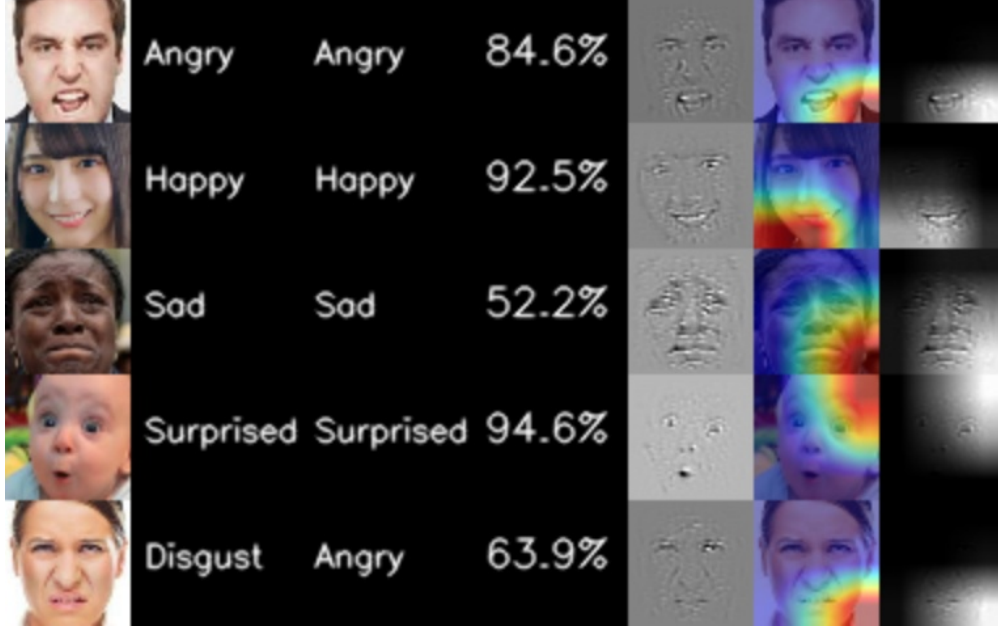 Angry Angry 84.6%
Happy Happy 92.5%
Sad Sad 52.2%
Surprised Surprised 94.6%
Disgust Angry 63.9%